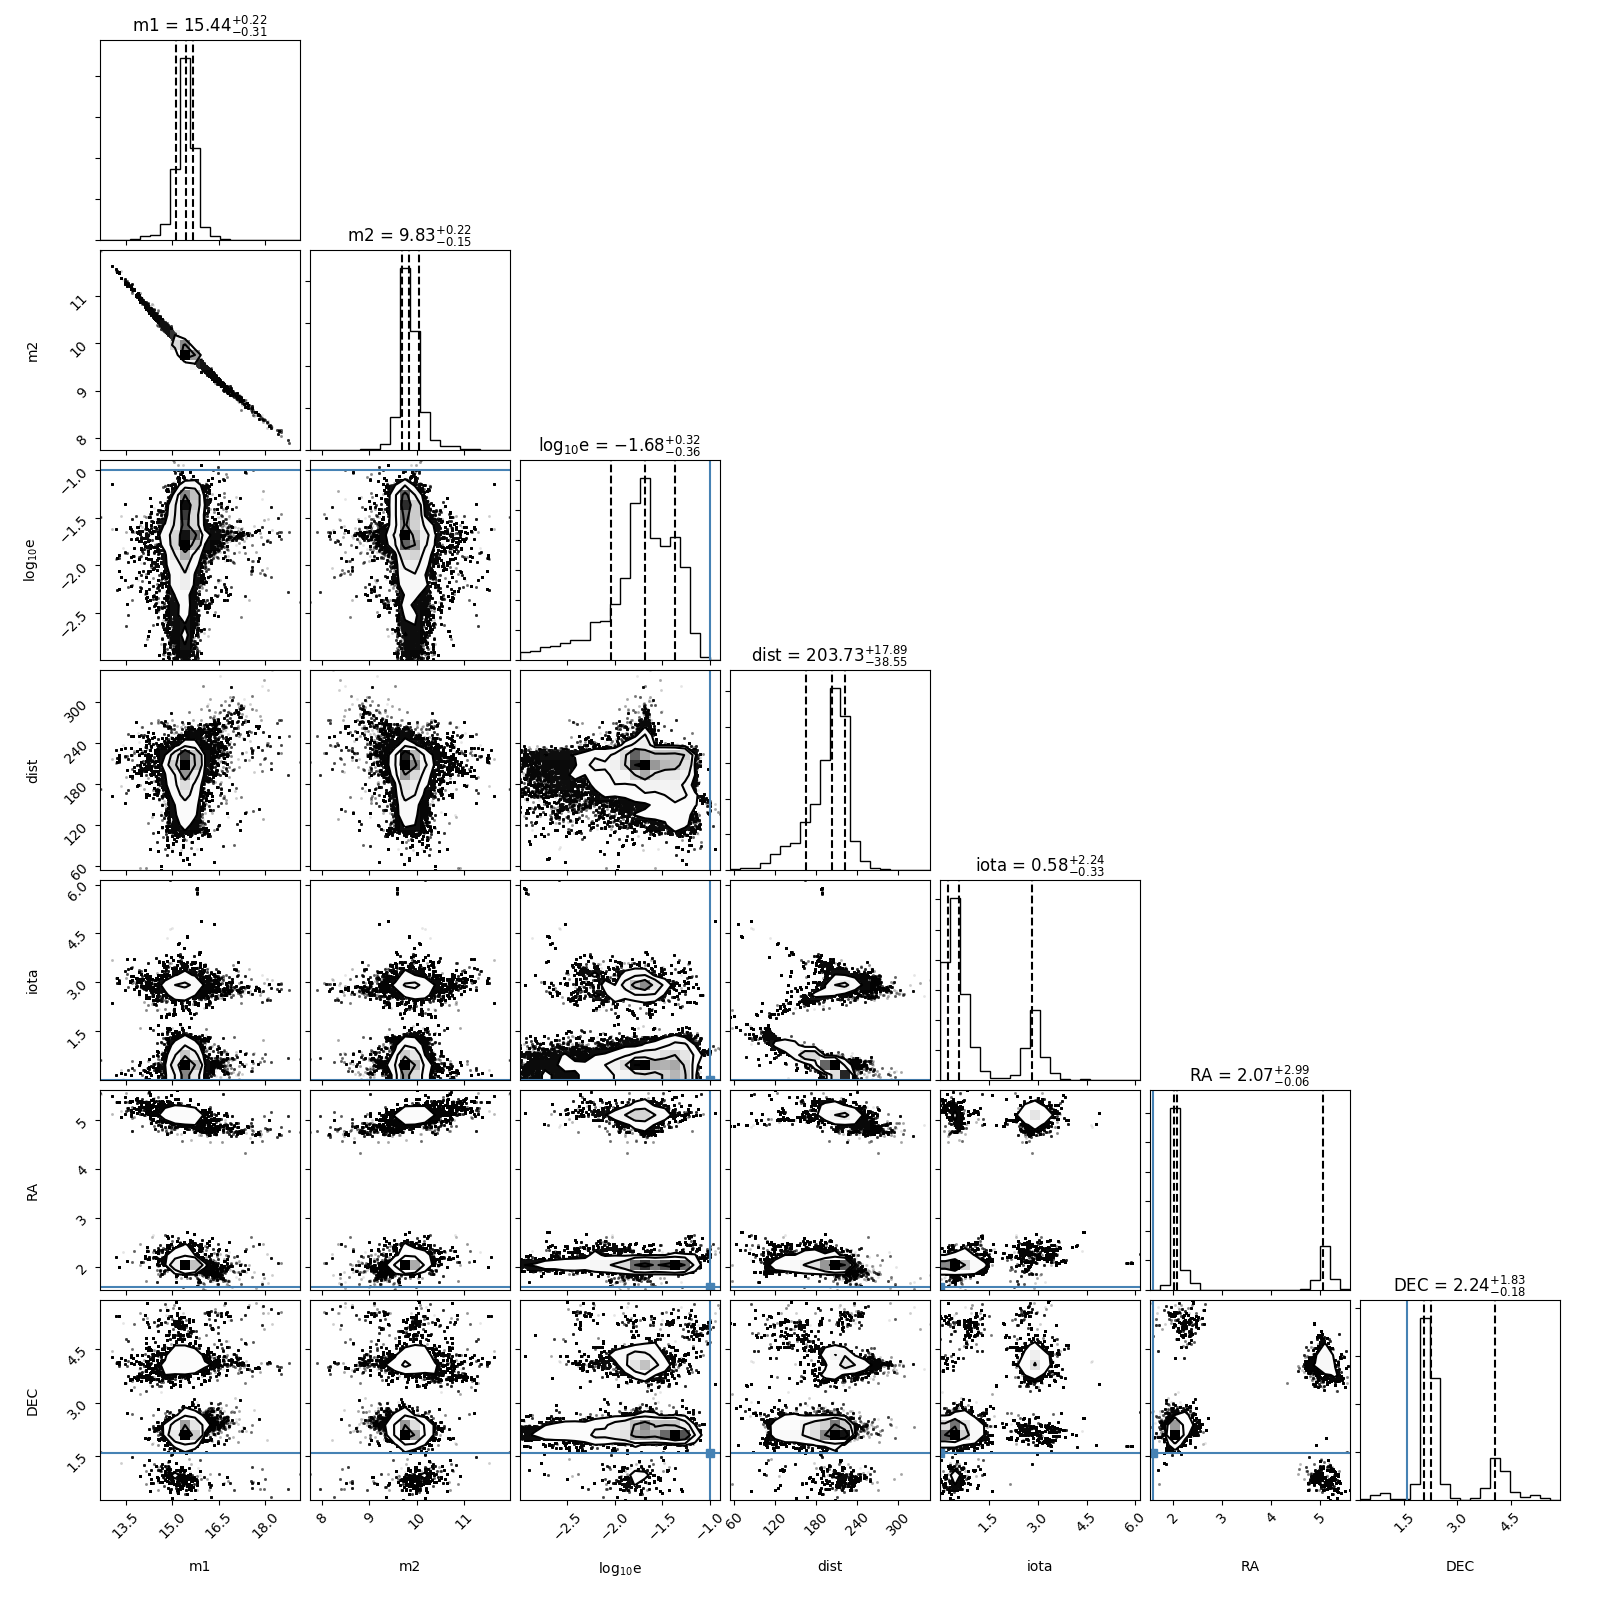 m1 = 15.44+0.22 −0.31
m2 = 9.83+0.22 −0.15
log10e = −1.68+0.32 −0.36
dist = 203.73+17.89 −38.55
iota = 0.58+2.24 −0.33
RA = 2.07+2.99 −0.06
DEC = 2.24+1.83 −0.18
m2
11
10
9
8
log10e
−1.0
−1.5
−2.0
−2.5
dist
300
240
180
120
60
iota
6.0
4.5
3.0
1.5
RA
5
4
3
2
DEC
4.5
3.0
1.5
13.5 15.0 16.5 18.0
8 9 10 11
−2.5 −2.0 −1.5 −1.0
60 120 180 240 300
1.5 3.0 4.5 6.0
2 3 4 5
1.5 3.0 4.5
m1 m2 log10e dist iota RA DEC